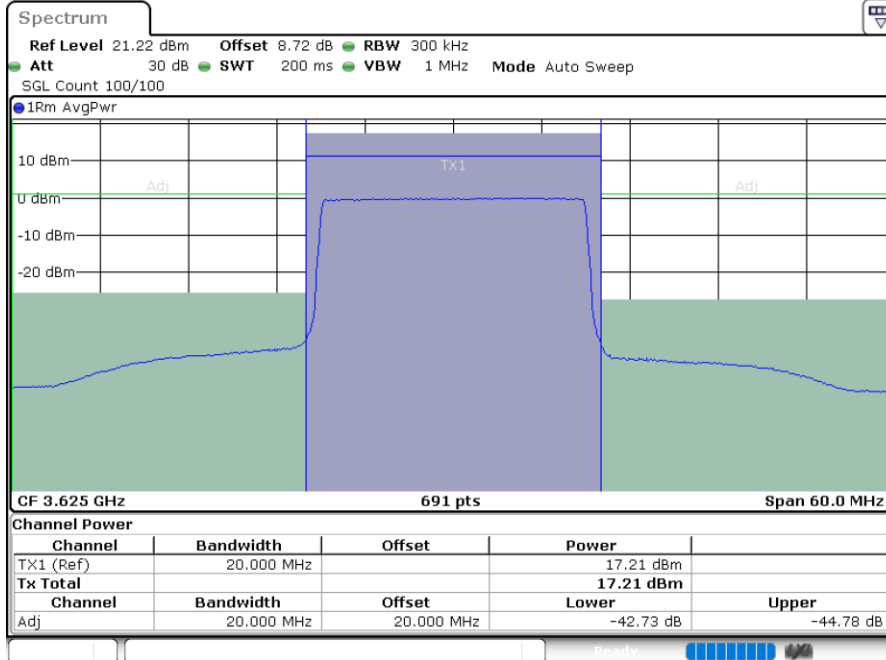 Spectrum
Ref Level 21.22 dBm Offset 8.72 dB RBW 300 kHz
Att 30 dB SWT 200 ms VBW 1 MHz Mode Auto Sweep
SGL Count 100/100
1Rm AvgPwr
10 dBm
TX1
Adj Adj
0 dBm
-10 dBm
-20 dBm
CF 3.625 GHz 691 pts Span 60.0 MHz
Channel Power
Channel Bandwidth Offset Power
TX1 (Ref) 20.000 MHz 17.21 dBm
Tx Total 17.21 dBm
Channel Bandwidth Offset Lower Upper
Adj 20.000 MHz 20.000 MHz -42.73 dB -44.78 dB
Ready